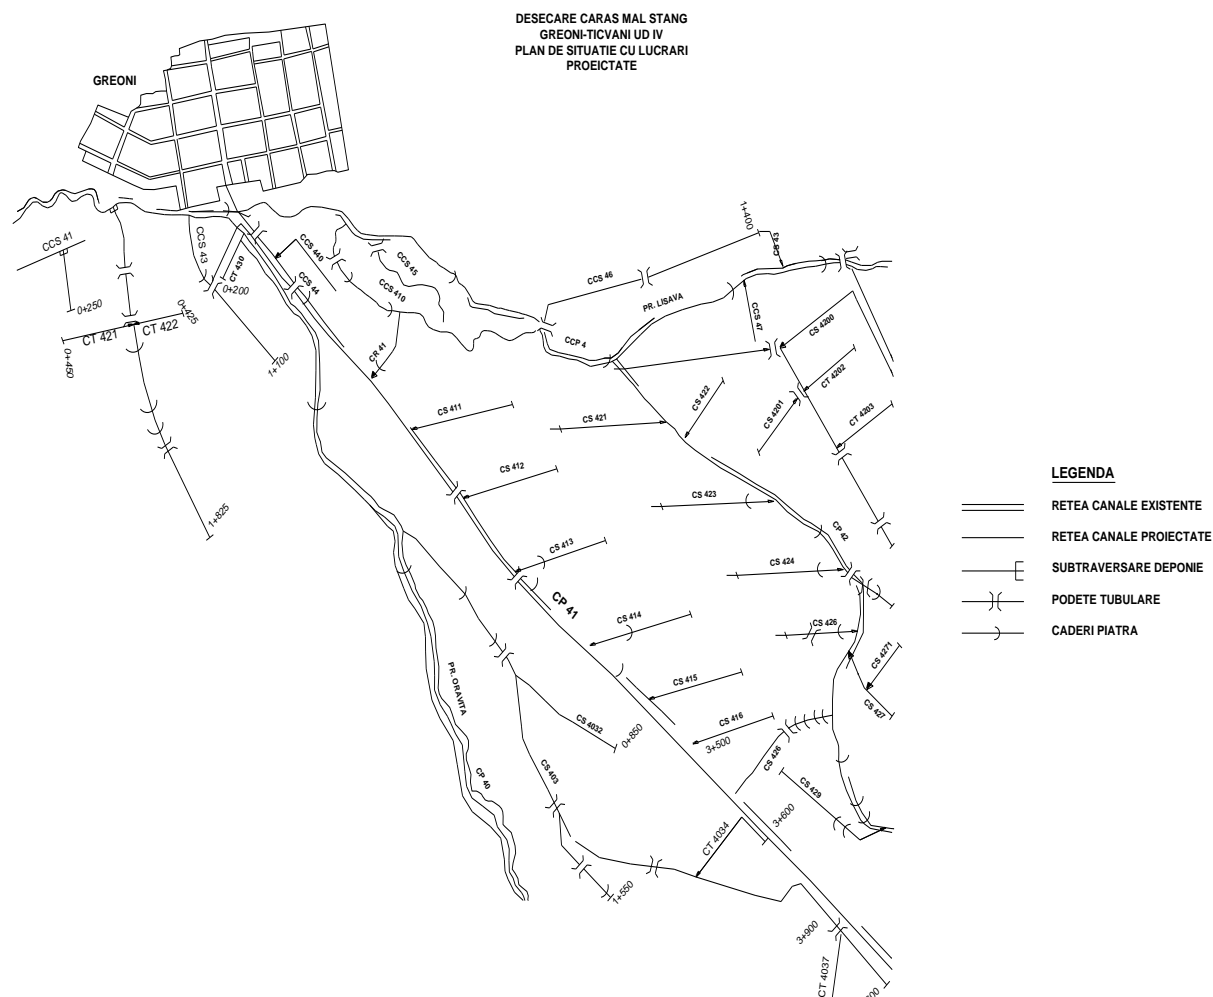 DESECARE CARAS MAL STANG
GREONI-TICVANI UD IV
PLAN DE SITUATIE CU LUCRARI
PROEICTATE
GREONI
CCS 41
0+250
CT 421
CT 422
0+425
0+450
1+825
CCS 43
CT 430
0+200
1+100
CCS 440
CCS 44
CCS 45
CCS 410
CR 41
CCS 46
1+400
CS 43
PR. LISAVA
CCS 47
CCP 4
CS 4200
CT 4202
CS 4201
CT 4203
CS 422
CS 421
CS 411
CS 412
CS 413
CP 41
CS 414
CS 415
CS 416
3+500
CS 423
CP 42
CS 424
CS 426
CS 4271
CS 427
CS 426
CS 429
PR. ORAVITA
CP 40
CS 4032
0+850
CS 403
1+550
CT 4034
3+600
3+900
CT 4037
LEGENDA
RETEA CANALE EXISTENTE
RETEA CANALE PROIECTATE
SUBTRAVERSARE DEPONIE
PODETE TUBULARE
CADERI PIATRA